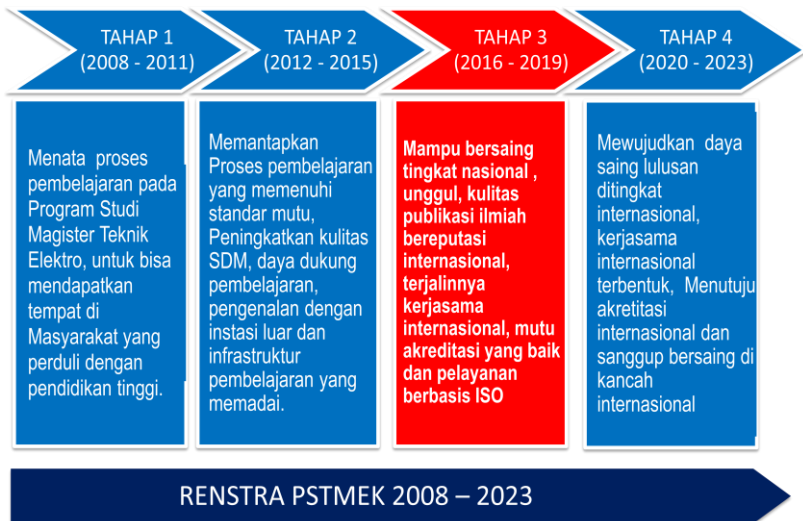 TAHAP 1
(2008 - 2011)
TAHAP 2
(2012 - 2015)
TAHAP 3
(2016 - 2019)
TAHAP 4
(2020 - 2023)
Menata proses
pembelajaran pada
Program Studi
Magister Teknik
Elektro, untuk bisa
mendapatkan
tempat di
Masyarakat yang
perduli dengan
pendidikan tinggi.
Memantapkan
Proses pembelajaran
yang memenuhi
standar mutu,
Peningkatkan kulitas
SDM, daya dukung
pembelajaran,
pengenalan dengan
instasi luar dan
infrastruktur
pembelajaran yang
memadai.
Mampu bersaing
tingkat nasional ,
unggul, kulitas
publikasi ilmiah
bereputasi
internasional,
terjalinnya
kerjasama
internasional, mutu
akreditasi yang baik
dan pelayanan
berbasis ISO
Mewujudkan daya
saing lulusan
ditingkat
internasional,
kerjasama
internasional
terbentuk, Menutuju
akretitasi
internasional dan
sanggup bersaing di
kancah
internasional
RENSTRA PSTMEK 2008 – 2023